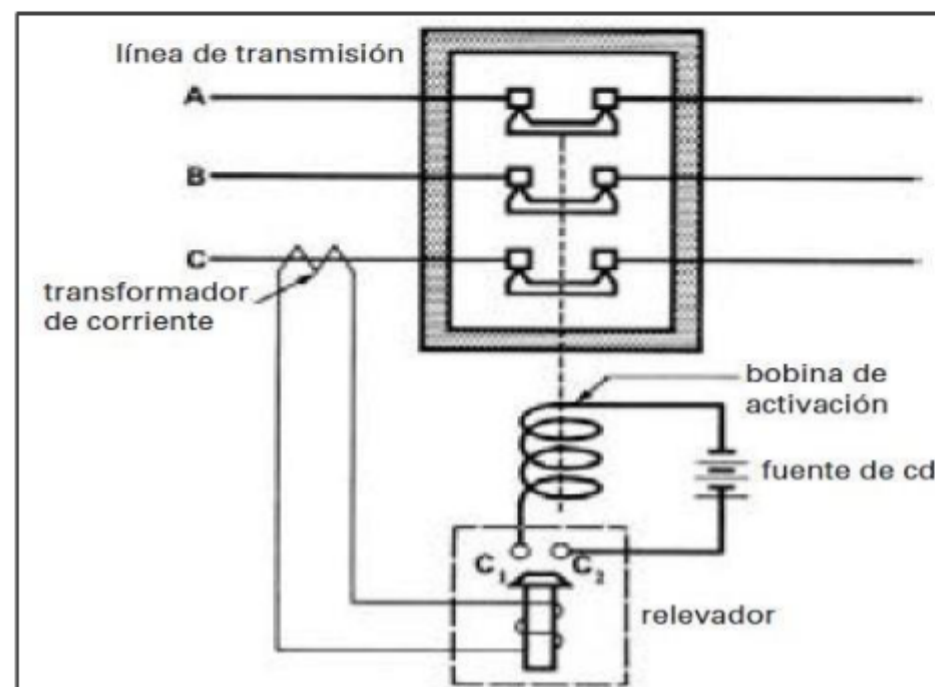 línea de transmisión
A
B
C
transformador
de corriente
bobina de
activación
fuente de cd
C₁
C₂
relevador